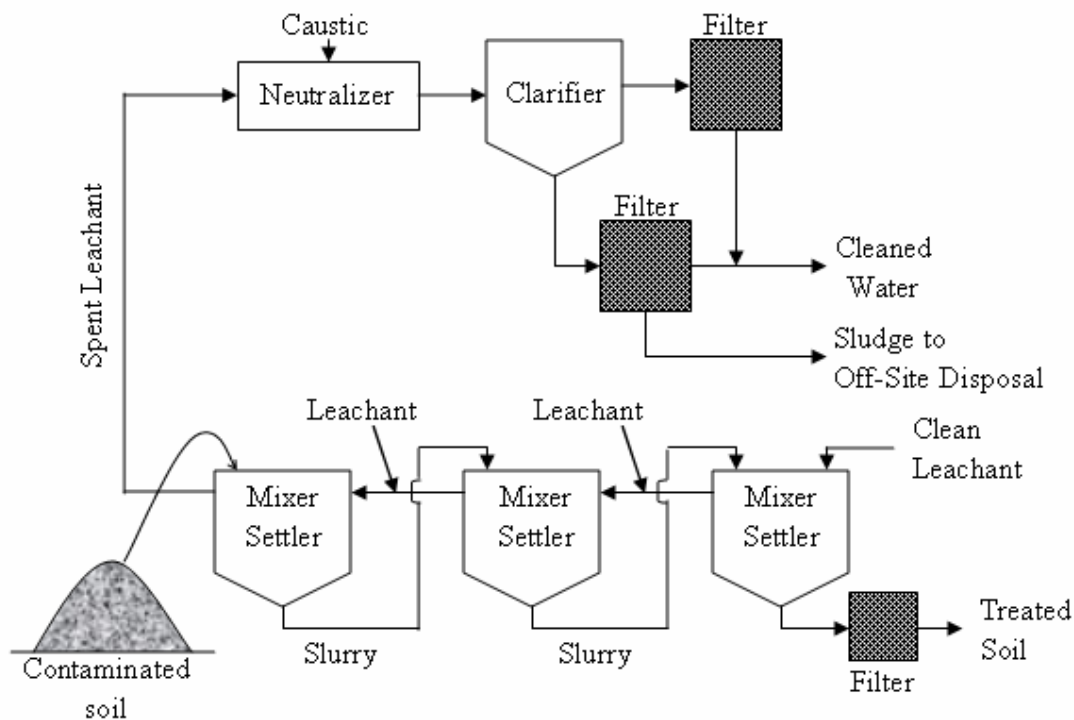 Caustic
Filter
Neutralizer
Clarifier
Filter
Cleaned
Water
Sludge to
Off-Site Disposal
Spent Leachant
Leachant
Leachant
Clean
Leachant
Mixer
Settler
Mixer
Settler
Mixer
Settler
Contaminated
soil
Slurry
Slurry
Filter
Treated
Soil